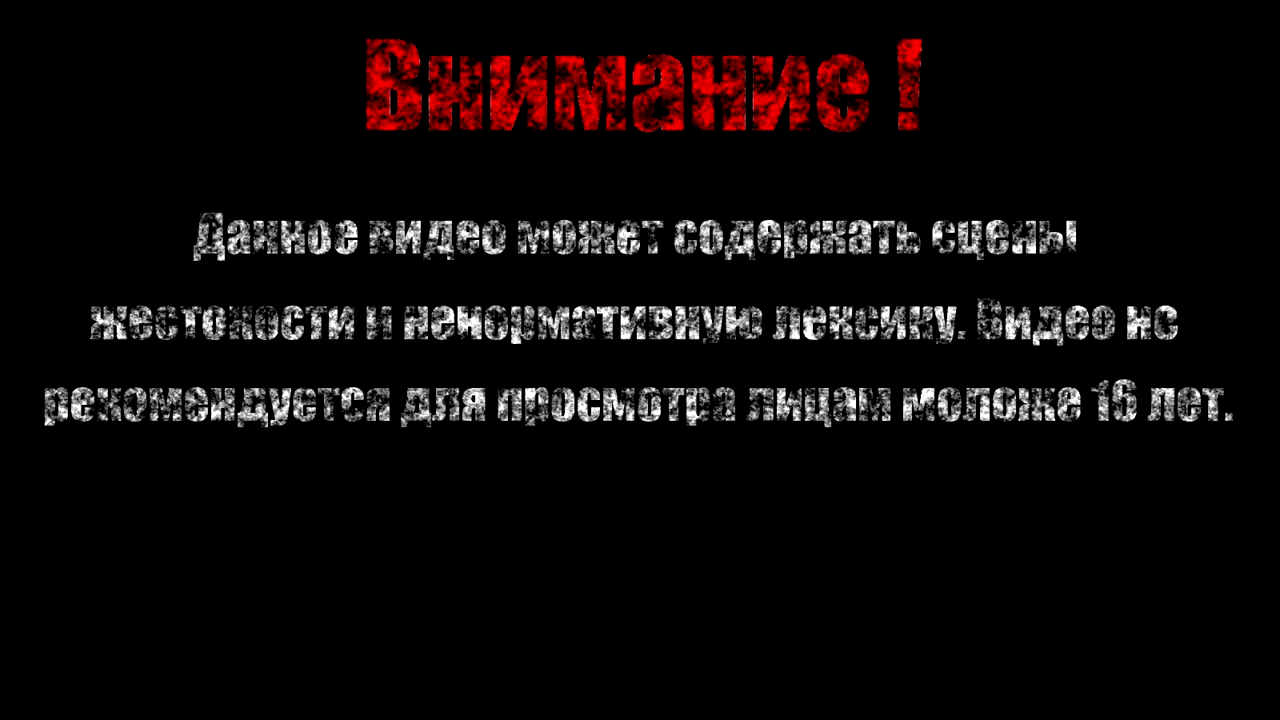 Внимание !
Данное видео может содержать сцены
жестокости и ненормативную лексику. Видео не
рекомендуется для просмотра лицам моложе 16 лет.